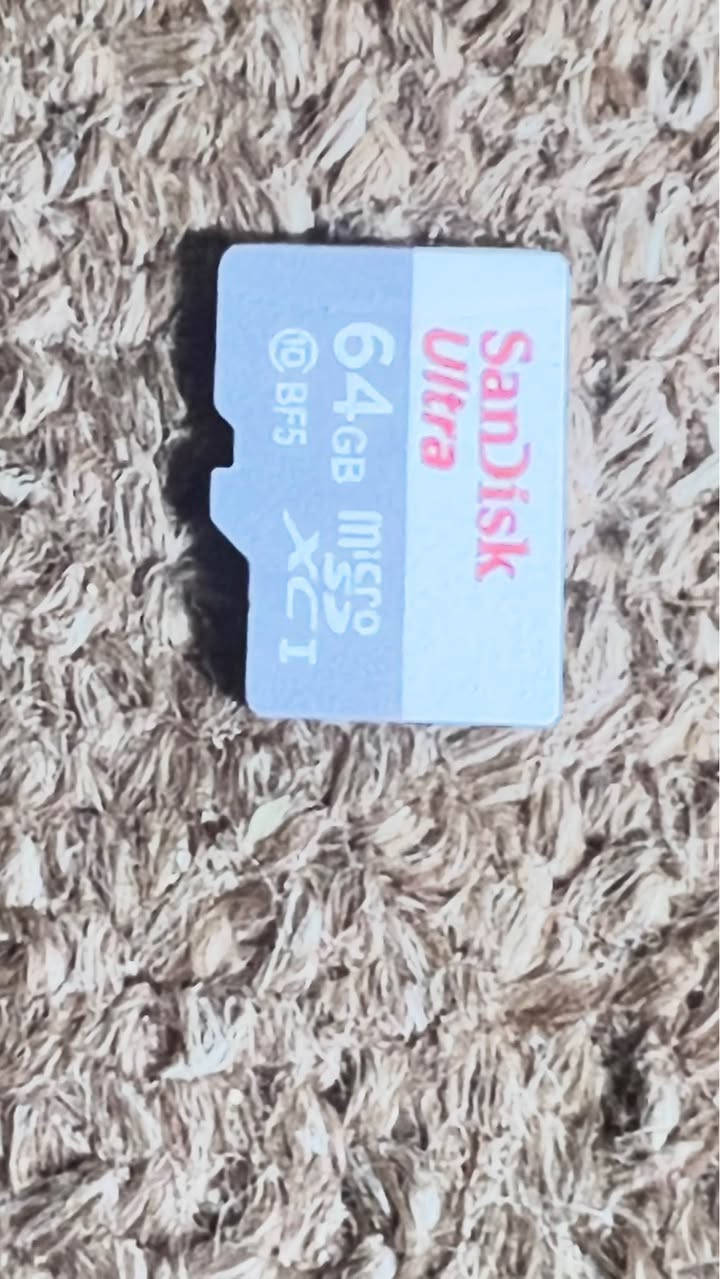 SanDisk
Ultra
64GB micro
SD
XC I
10 BF5